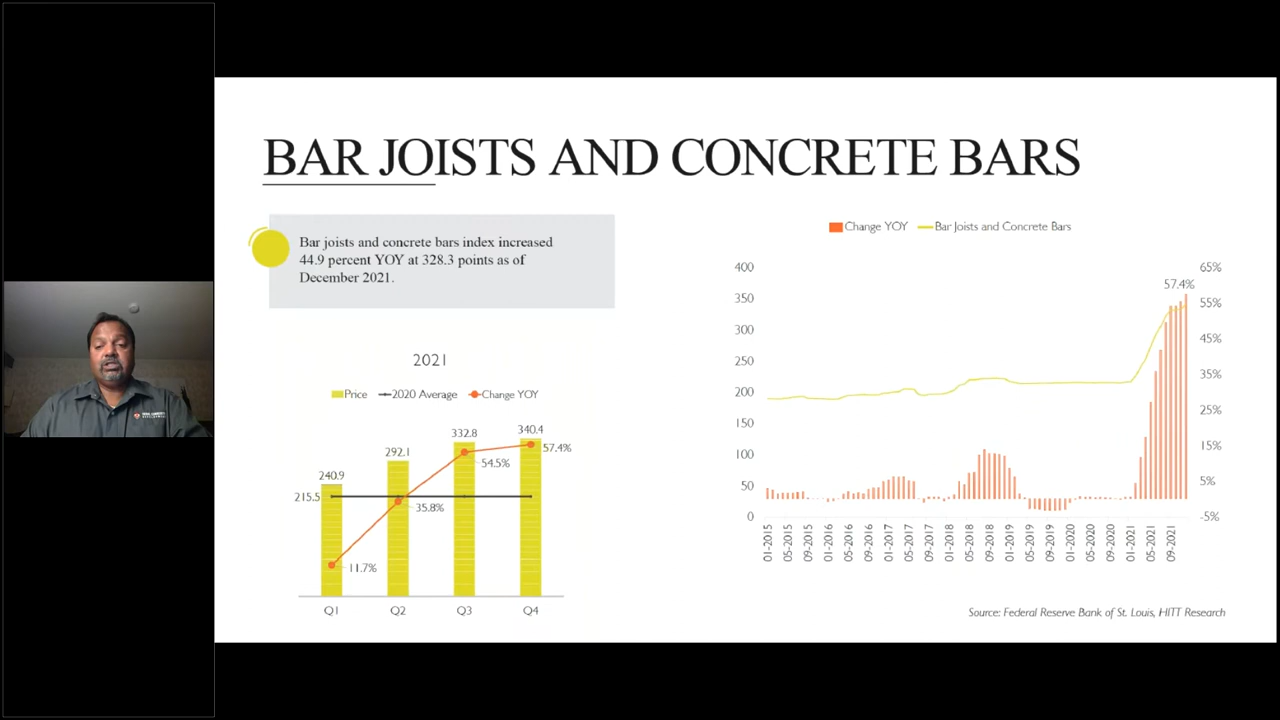 BAR JOISTS AND CONCRETE BARS
Bar joists and concrete bars index increased
44.9 percent YOY at 328.3 points as of
December 2021.
2021
Price 2020 Average Change YOY
240.9 292.1 332.8 340.4
215.5
11.7% 35.8% 54.5% 57.4%
Q1 Q2 Q3 Q4
Change YOY Bar Joists and Concrete Bars
400 65%
350 55%
300 45%
250 35%
200 25%
150 15%
100 5%
50 -5%
0
57.4%
01-2015 05-2015 09-2015 01-2016 05-2016 09-2016 01-2017 05-2017 09-2017 01-2018 05-2018 09-2018 01-2019 05-2019 09-2019 01-2020 05-2020 09-2020 01-2021 05-2021 09-2021
Source: Federal Reserve Bank of St. Louis, HITT Research